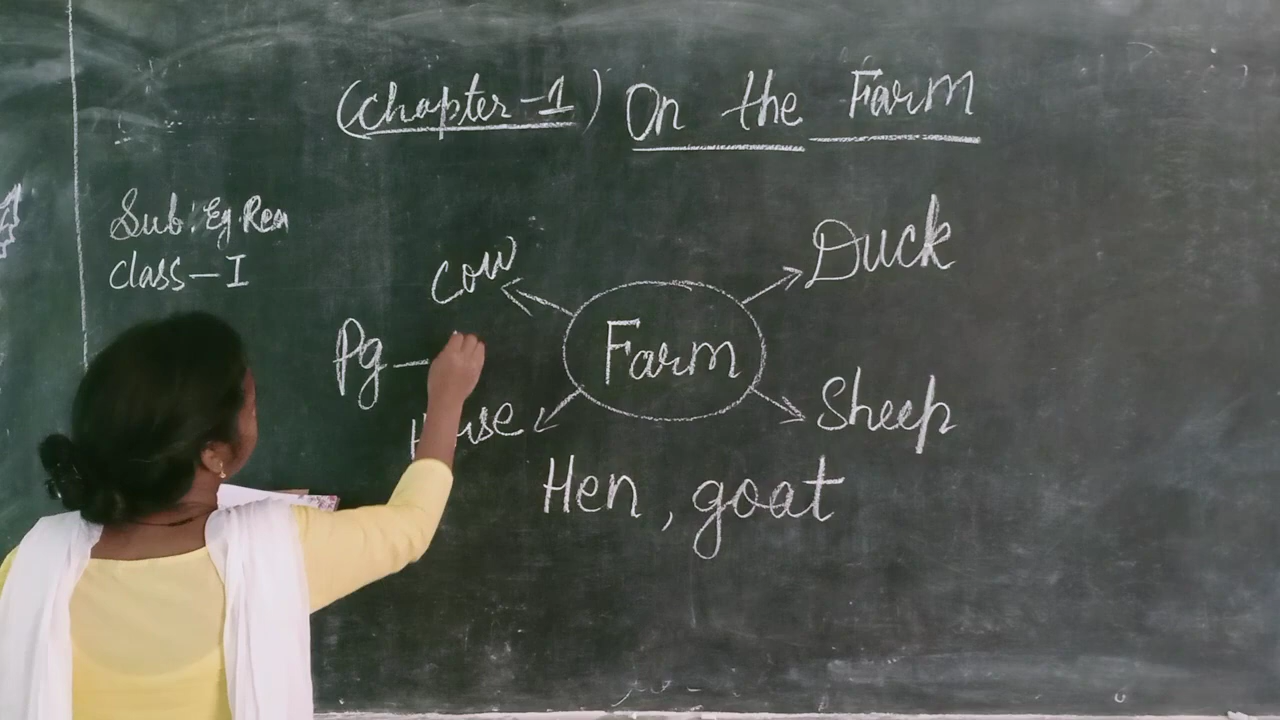 (Chapter-1) On the Farm
Sub: Eg. Rea
Class-I
Cow
Duck
Farm
Pg-
Sheep
Hen, goat